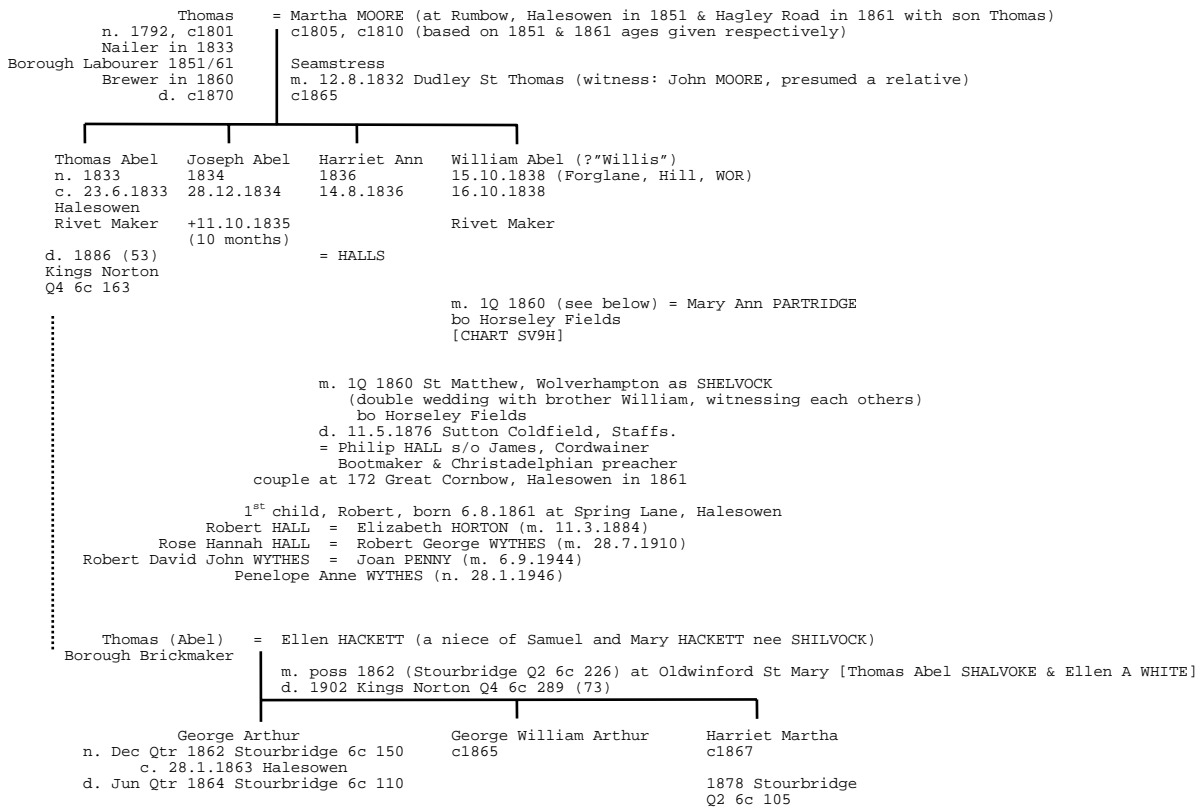 Thomas = Martha MOORE (at Rumbow, Halesowen in 1851 & Hagley Road in 1861 with son Thomas)
n. 1792, c1801 c1805, c1810 (based on 1851 & 1861 ages given respectively)
Nailer in 1833
Borough Labourer 1851/61 Seamstress
Brewer in 1860 m. 12.8.1832 Dudley St Thomas (witness: John MOORE, presumed a relative)
d. c1870 c1865
Thomas Abel Joseph Abel Harriet Ann William Abel (?"Willis")
n. 1833 1834 1836 15.10.1838 (Forglane, Hill, WOR)
c. 23.6.1833 28.12.1834 14.8.1836 16.10.1838
Halesowen
Rivet Maker +11.10.1835 Rivet Maker
(10 months)
d. 1886 (53) = HALLS
Kings Norton
Q4 6c 163
m. 1Q 1860 (see below) = Mary Ann PARTRIDGE
bo Horseley Fields
[CHART SV9H]
m. 1Q 1860 St Matthew, Wolverhampton as SHELVOCK
(double wedding with brother William, witnessing each others)
bo Horseley Fields
d. 11.5.1876 Sutton Coldfield, Staffs.
= Philip HALL s/o James, Cordwainer
Bootmaker & Christadelphian preacher
couple at 172 Great Cornbow, Halesowen in 1861
1st child, Robert, born 6.8.1861 at Spring Lane, Halesowen
Robert HALL = Elizabeth HORTON (m. 11.3.1884)
Rose Hannah HALL = Robert George WYTHES (m. 28.7.1910)
Robert David John WYTHES = Joan PENNY (m. 6.9.1944)
Penelope Anne WYTHES (n. 28.1.1946)
Thomas (Abel) = Ellen HACKETT (a niece of Samuel and Mary HACKETT nee SHILVOCK)
Borough Brickmaker
m. poss 1862 (Stourbridge Q2 6c 226) at Oldwinford St Mary [Thomas Abel SHALVOKE & Ellen A WHITE]
d. 1902 Kings Norton Q4 6c 289 (73)
George Arthur George William Arthur Harriet Martha
n. Dec Qtr 1862 Stourbridge 6c 150 c1865 c1867
c. 28.1.1863 Halesowen
d. Jun Qtr 1864 Stourbridge 6c 110 1878 Stourbridge
Q2 6c 105